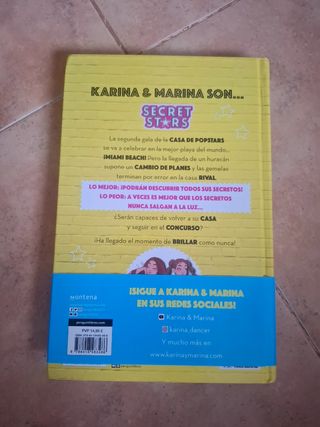 KARINA & MARINA SON...
SECRET
STARS
La segunda gala de la CASA DE POPSTARS
se va a celebrar en la mejor playa del mundo...
¡MIAMI BEACH! Pero la llegada de un huracán
supone un CAMBIO DE PLANES y las gemelas
terminan por error en la casa RIVAL.
LO MEJOR: ¡PODRÁN DESCUBRIR TODOS SUS SECRETOS!
LO PEOR: A VECES ES MEJOR QUE LOS SECRETOS
NUNCA SALGAN A LA LUZ...
¿Serán capaces de volver a su CASA
y seguir en el CONCURSO?
¡Ha llegado el momento de BRILLAR como nunca!
montena
¡SIGUE A KARINA & MARINA
EN SUS REDES SOCIALES!
Karina & Marina
karina_dancer
Y mucho más en
www.karinaymarina.com